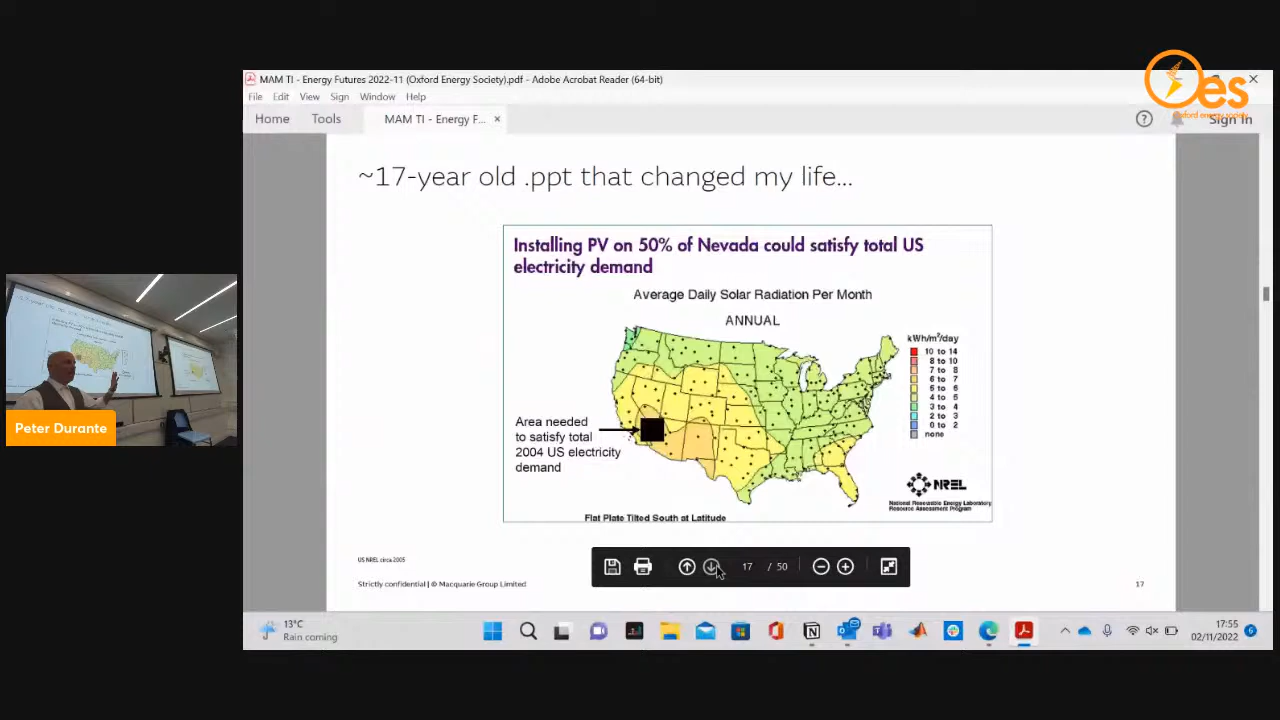 MAM TI - Energy Futures 2022-11 (Oxford Energy Society).pdf - Adobe Acrobat Reader (64-bit)
File Edit View Sign Window Help
Home Tools MAM TI - Energy F... × Sign In
es
oxford energy society
~17-year old .ppt that changed my life...
Installing PV on 50% of Nevada could satisfy total US
electricity demand
Average Daily Solar Radiation Per Month
ANNUAL
kWh/m²/day
10 to 14
8 to 10
7 to 8
6 to 7
5 to 6
4 to 5
3 to 4
2 to 3
0 to 2
none
Area needed
to satisfy total
2004 US electricity
demand
NREL
National Renewable Energy Laboratory
Resource Assessment Program
Flat Plate Tilted South at Latitude
US NREL circa 2005
Strictly confidential | © Macquarie Group Limited
17
17 / 50
Peter Durante
13°C
Rain coming
17:55
02/11/2022